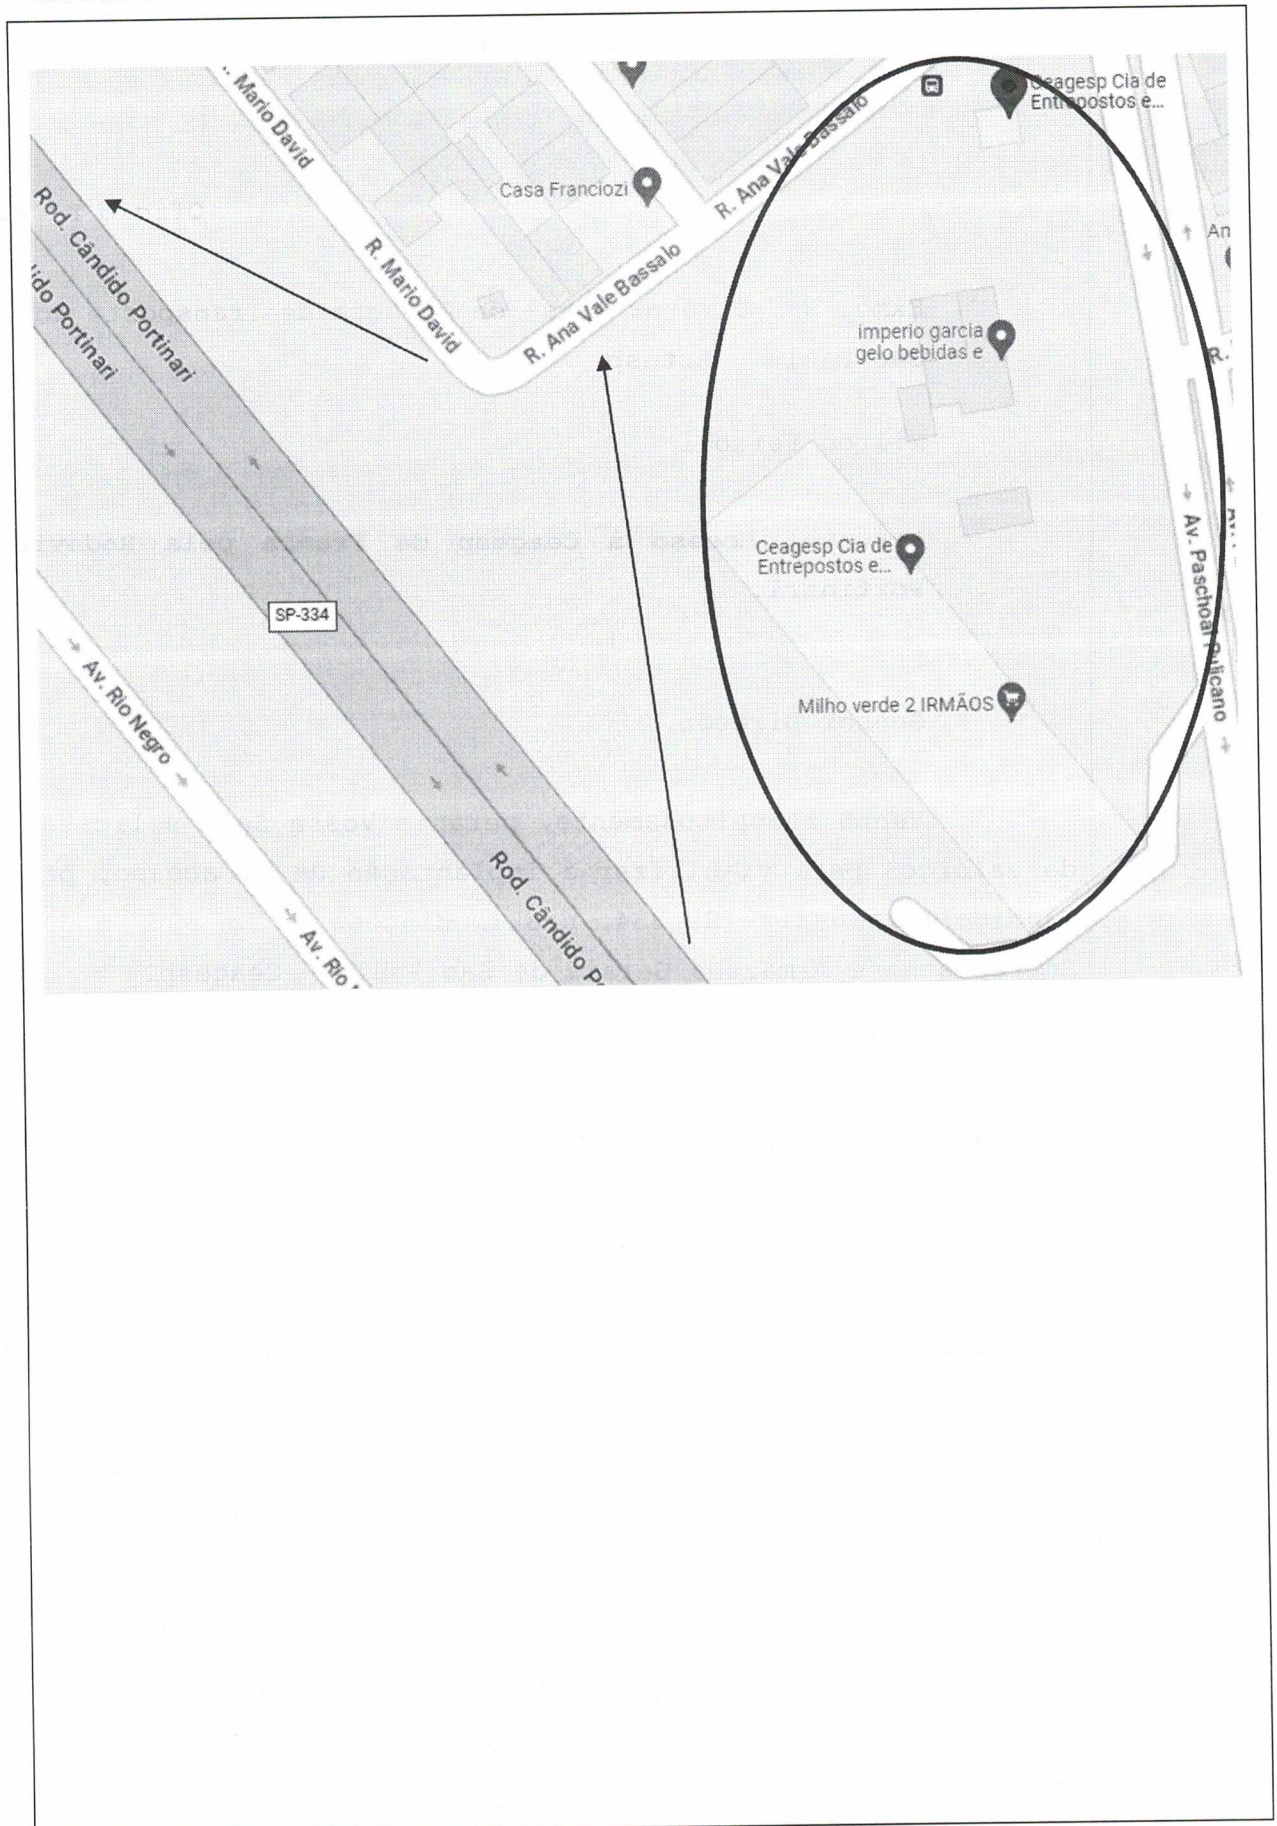 Ceagesp Cia de
Entrepostos e...
R. Mario David
Casa Franciozi
R. Ana Vale Bassalo
Rod. Cândido Portinari
R. Mario David
R. Ana Vale Bassalo
An
imperio garcia
gelo bebidas e
R.
Portinari
Av. Paschoal Pulicano
Ceagesp Cia de
Entrepostos e...
SP-334
Av. Rio Negro
Milho verde 2 IRMÃOS
Rod. Cândido P
Av. Rio